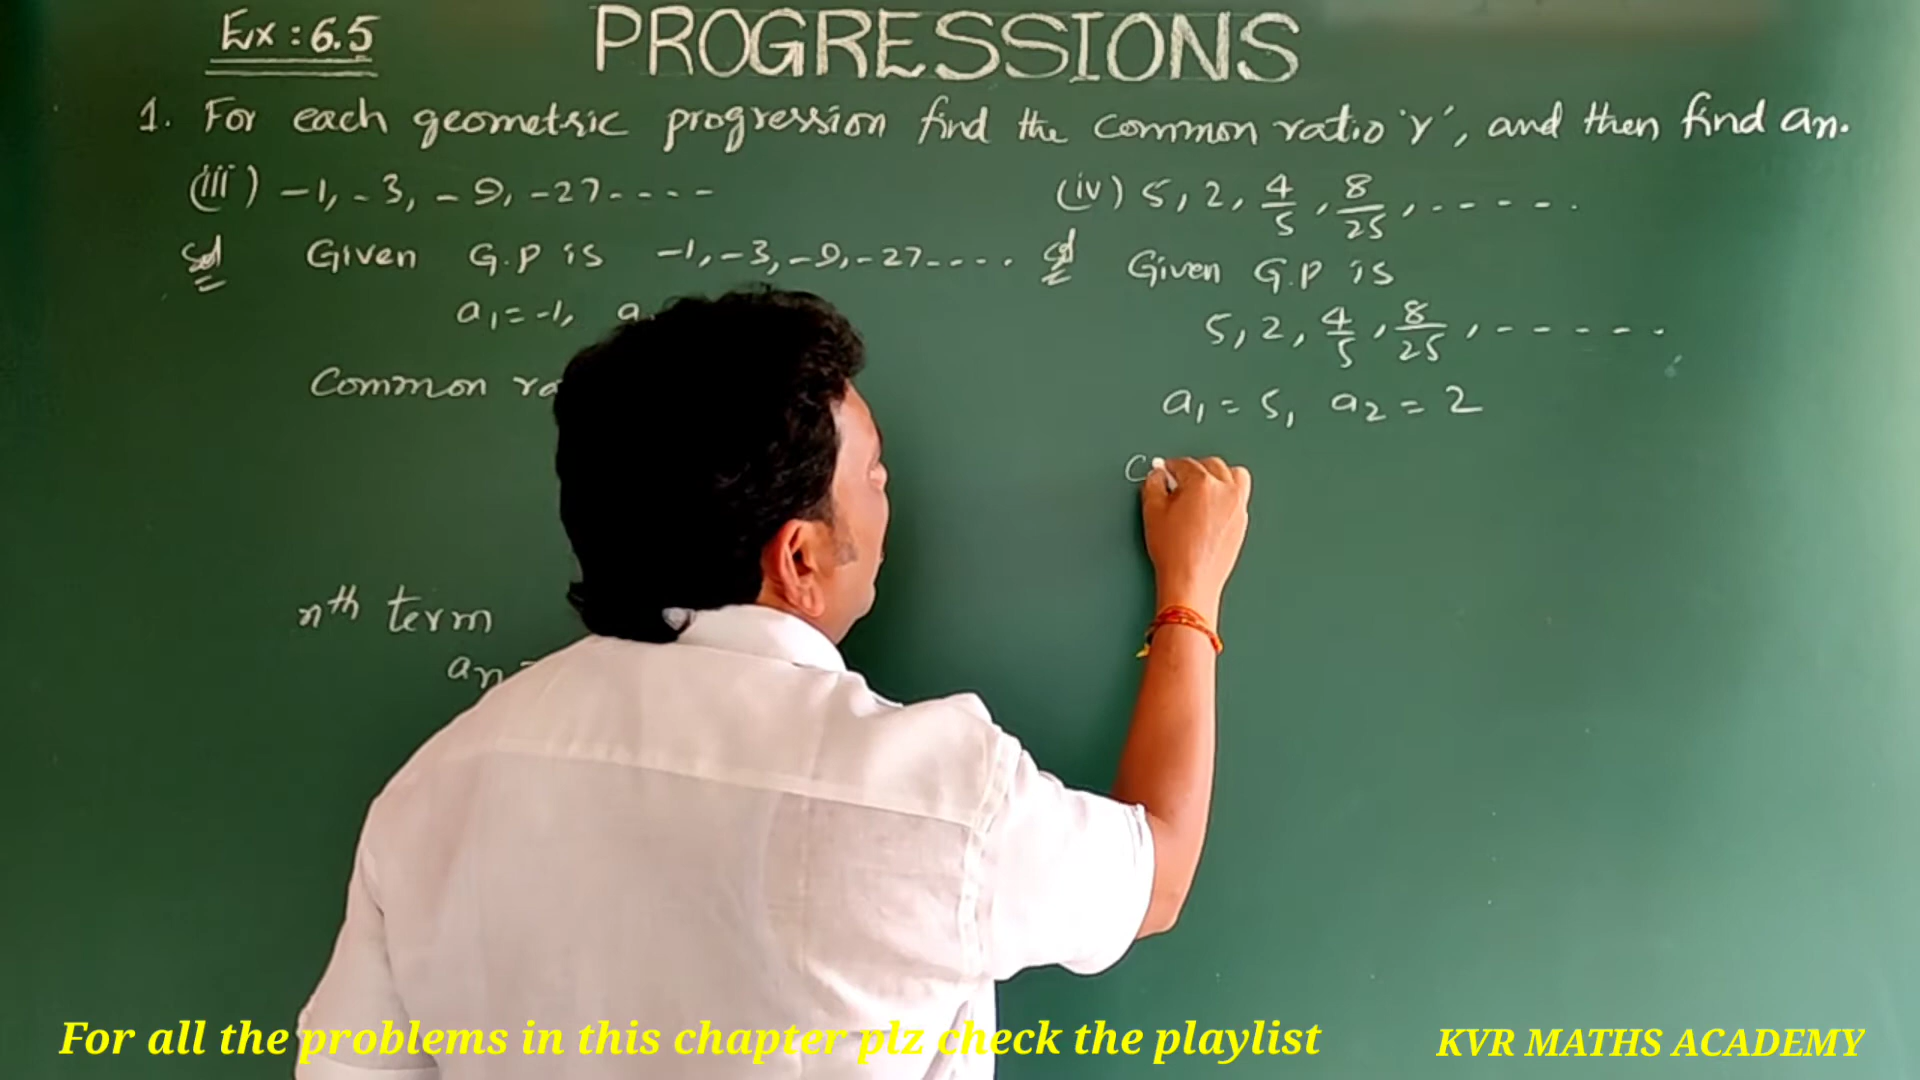 Ex : 6.5
PROGRESSIONS
1. For each geometric progression find the common ratio 'r', and then find an.
(iii) -1, -3, -9, -27 ----
Sol Given G.P is -1, -3, -9, -27 ----.
a1 = -1,
Common
nth term
an =
(iv) 5, 2, 4/5, 8/25, -----.
Sol Given G.P is
5, 2, 4/5, 8/25, -----.
a1 = 5, a2 = 2
For all the problems in this chapter plz check the playlist
KVR MATHS ACADEMY